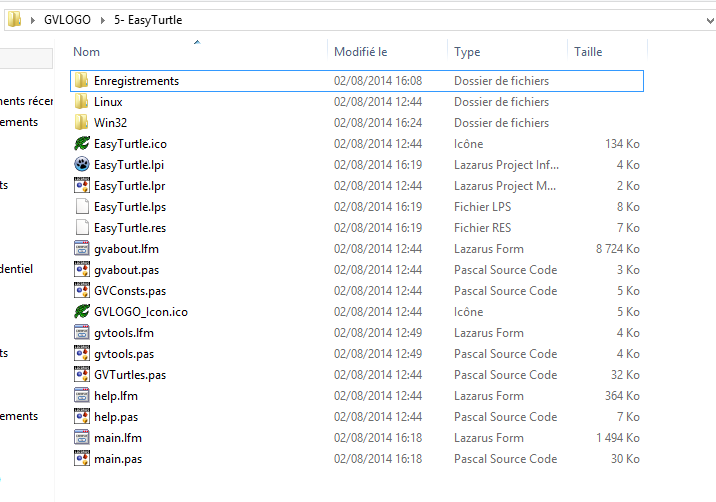 GVLOGO 5- EasyTurtle
Nom Modifié le Type Taille
Enregistrements 02/08/2014 16:08 Dossier de fichiers
ments récer Linux 02/08/2014 12:44 Dossier de fichiers
ements Win32 02/08/2014 16:24 Dossier de fichiers
EasyTurtle.ico 02/08/2014 12:44 Icône 134 Ko
EasyTurtle.lpi 02/08/2014 16:19 Lazarus Project Inf... 4 Ko
ts EasyTurtle.lpr 02/08/2014 12:44 Lazarus Project M... 2 Ko
EasyTurtle.lps 02/08/2014 16:19 Fichier LPS 8 Ko
EasyTurtle.res 02/08/2014 16:19 Fichier RES 7 Ko
gvabout.lfm 02/08/2014 12:44 Lazarus Form 8 724 Ko
dentiel gvabout.pas 02/08/2014 12:44 Pascal Source Code 3 Ko
GVConsts.pas 02/08/2014 12:44 Pascal Source Code 5 Ko
GVLOGO_Icon.ico 02/08/2014 12:44 Icône 5 Ko
gvtools.lfm 02/08/2014 12:49 Lazarus Form 4 Ko
ts gvtools.pas 02/08/2014 12:49 Pascal Source Code 4 Ko
GVTurtles.pas 02/08/2014 12:44 Pascal Source Code 32 Ko
help.lfm 02/08/2014 12:44 Lazarus Form 364 Ko
ements help.pas 02/08/2014 12:44 Pascal Source Code 7 Ko
main.lfm 02/08/2014 16:18 Lazarus Form 1 494 Ko
main.pas 02/08/2014 16:18 Pascal Source Code 30 Ko